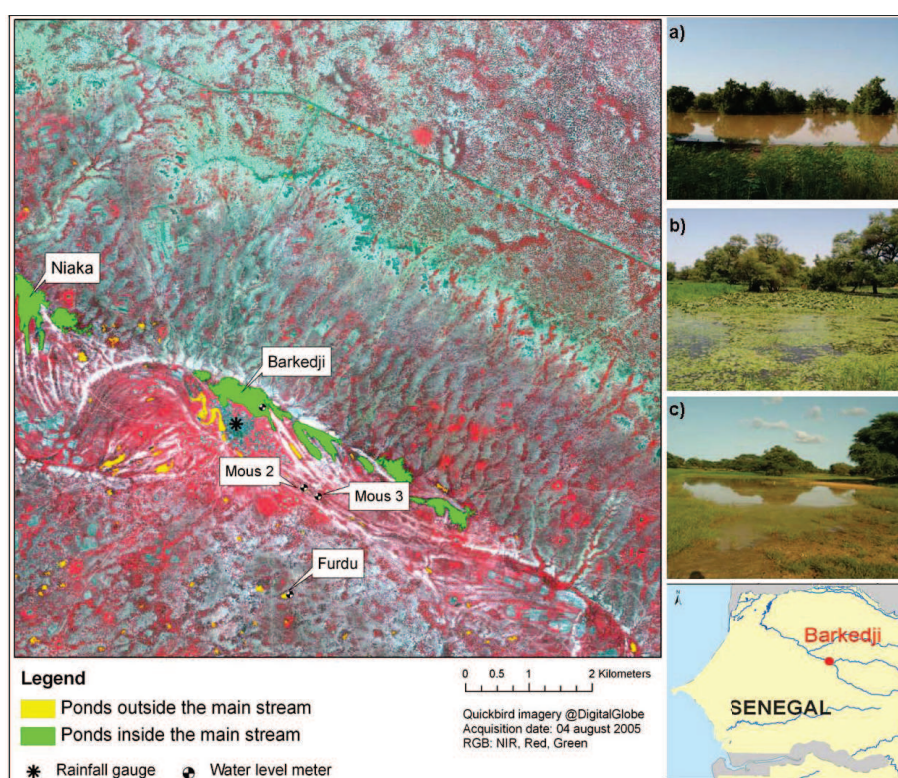 Niaka
Barkedji
Mous 2
Mous 3
Furdu
Legend
Ponds outside the main stream
Ponds inside the main stream
Rainfall gauge
Water level meter
0 0.5 1 2 Kilometers
Quickbird imagery @DigitalGlobe
Acquisition date: 04 august 2005
RGB: NIR, Red, Green
a)
b)
c)
N
Barkedji
SENEGAL